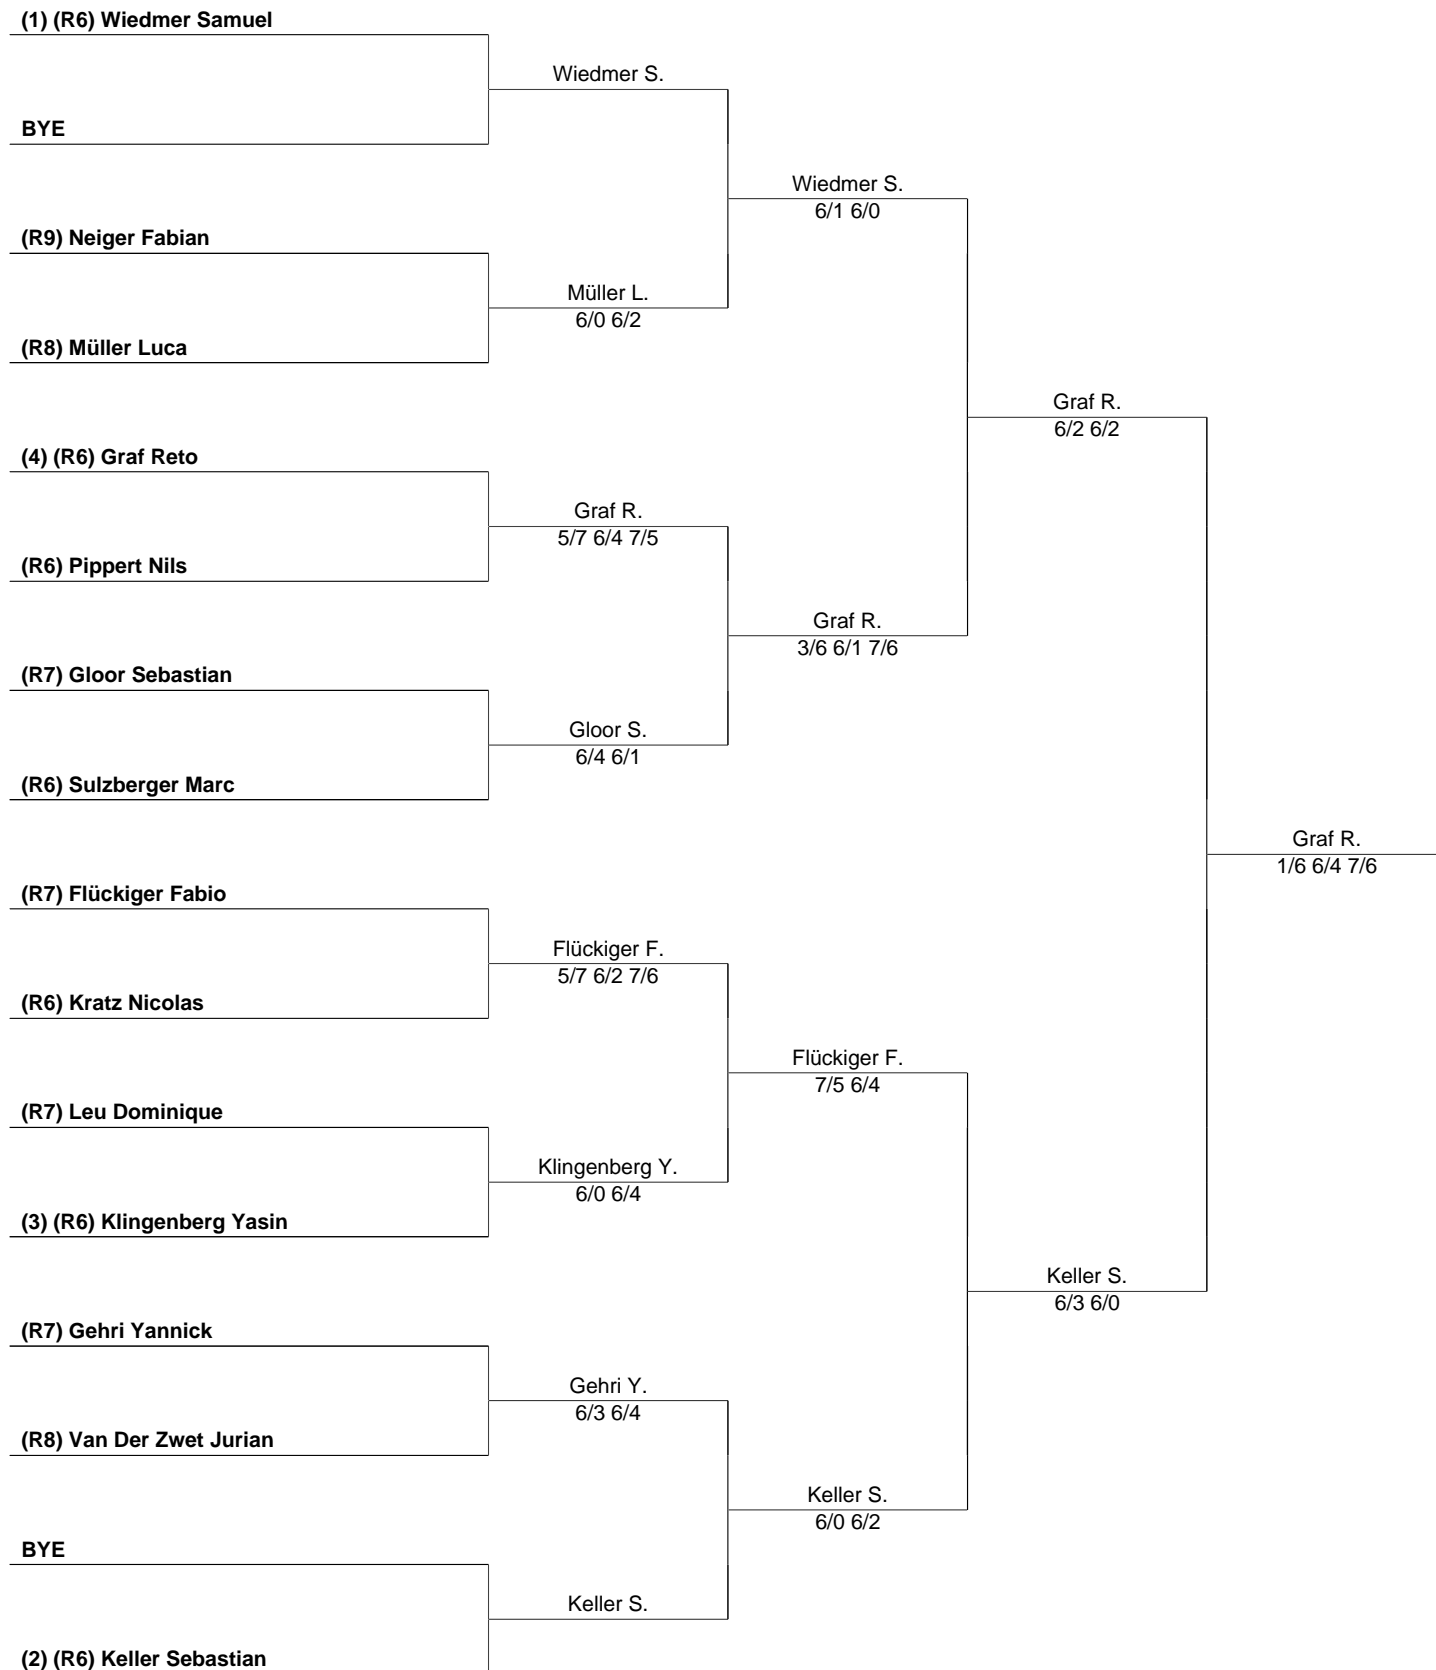 (1) (R6) Wiedmer Samuel
Wiedmer S.
BYE
Wiedmer S.
6/1 6/0
(R9) Neiger Fabian
Müller L.
6/0 6/2
(R8) Müller Luca
Graf R.
6/2 6/2
(4) (R6) Graf Reto
Graf R.
5/7 6/4 7/5
(R6) Pippert Nils
Graf R.
3/6 6/1 7/6
(R7) Gloor Sebastian
Gloor S.
6/4 6/1
(R6) Sulzberger Marc
Graf R.
1/6 6/4 7/6
(R7) Flückiger Fabio
Flückiger F.
5/7 6/2 7/6
(R6) Kratz Nicolas
Flückiger F.
7/5 6/4
(R7) Leu Dominique
Klingenberg Y.
6/0 6/4
(3) (R6) Klingenberg Yasin
Keller S.
6/3 6/0
(R7) Gehri Yannick
Gehri Y.
6/3 6/4
(R8) Van Der Zwet Jurian
Keller S.
6/0 6/2
BYE
Keller S.
(2) (R6) Keller Sebastian